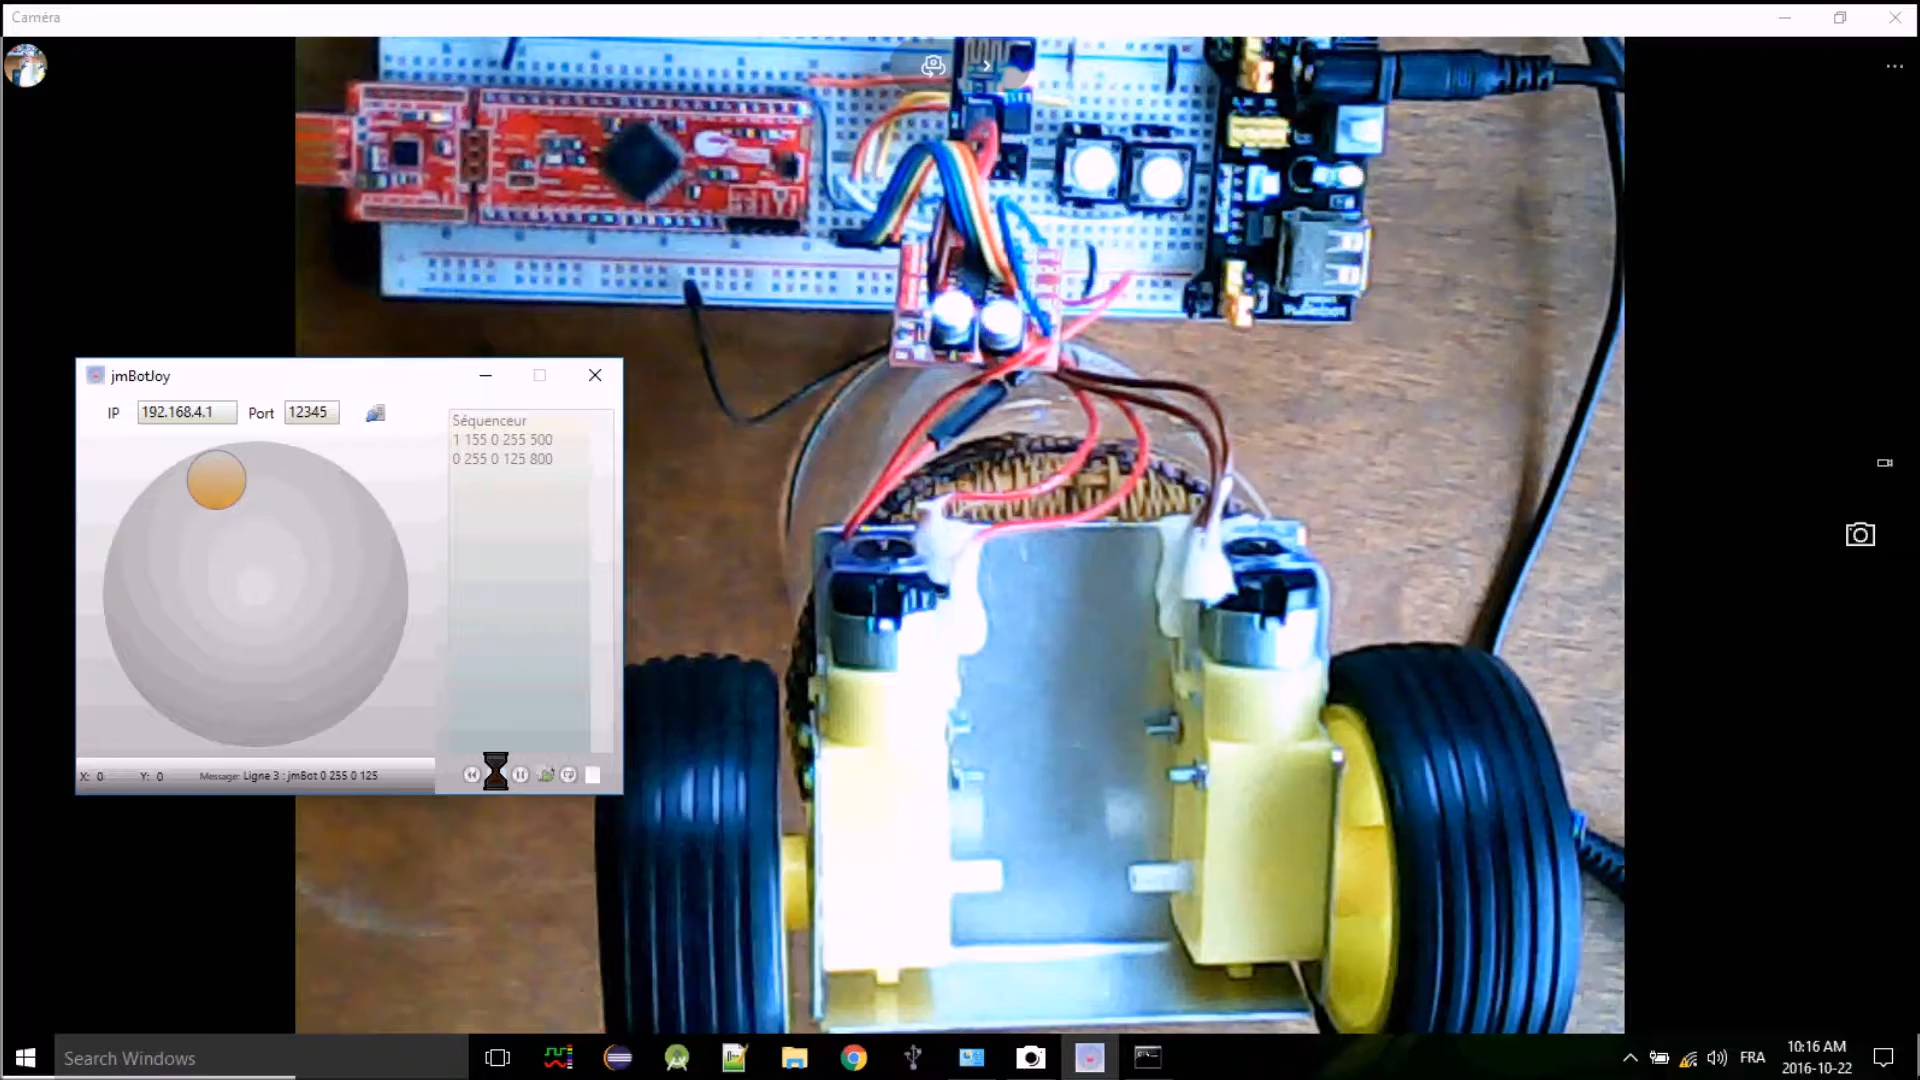 Caméra
jmBotJoy
IP 192.168.4.1 Port 12345
Séquenceur
1 155 0 255 500
0 255 0 125 800
X: 0 Y: 0 Message: Ligne 3 : jmBot 0 255 0 125
Search Windows
FRA
10:16 AM
2016-10-22